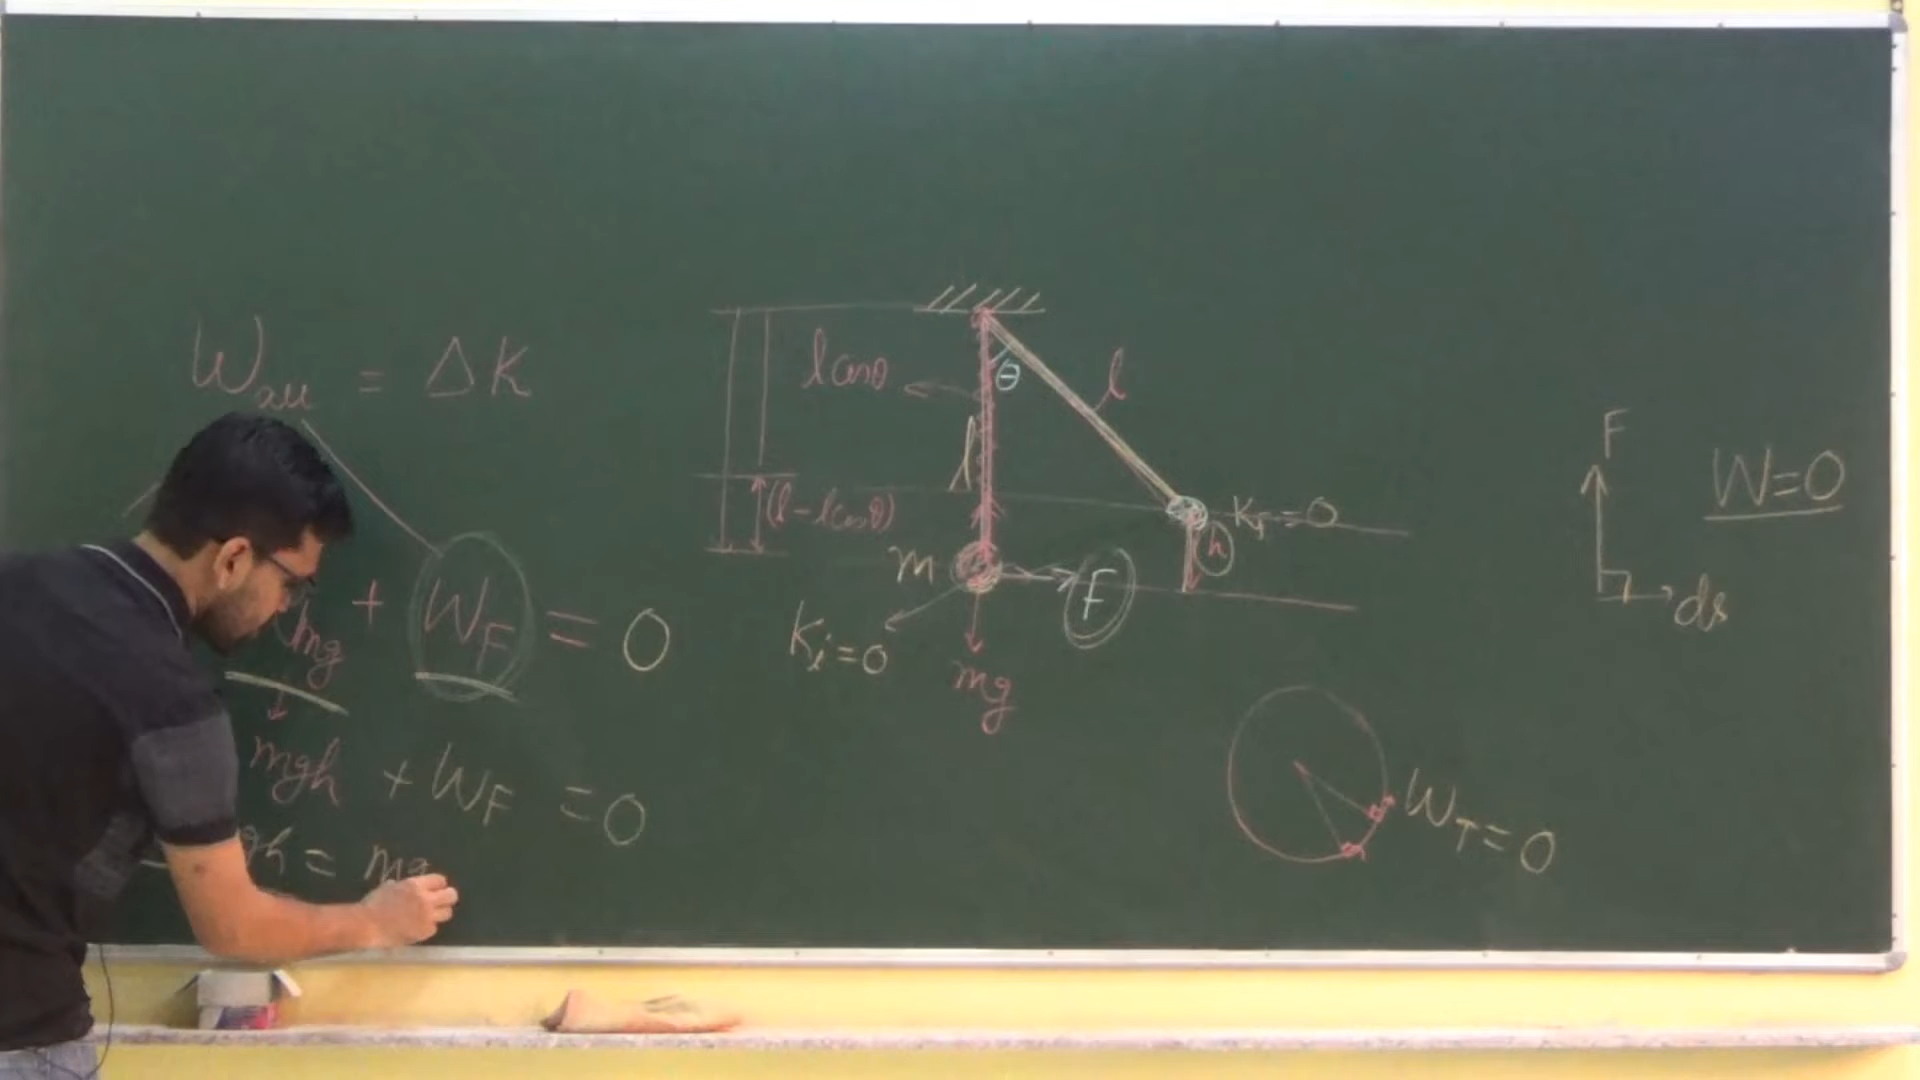 W_all = ΔK
mg + W_F = 0
mgh + W_F = 0
gh = mg
l cosθ
θ
l
l
(l - l cosθ)
m
F
K_i = 0
mg
K_f = 0
h
F
ds
W = 0
W_T = 0